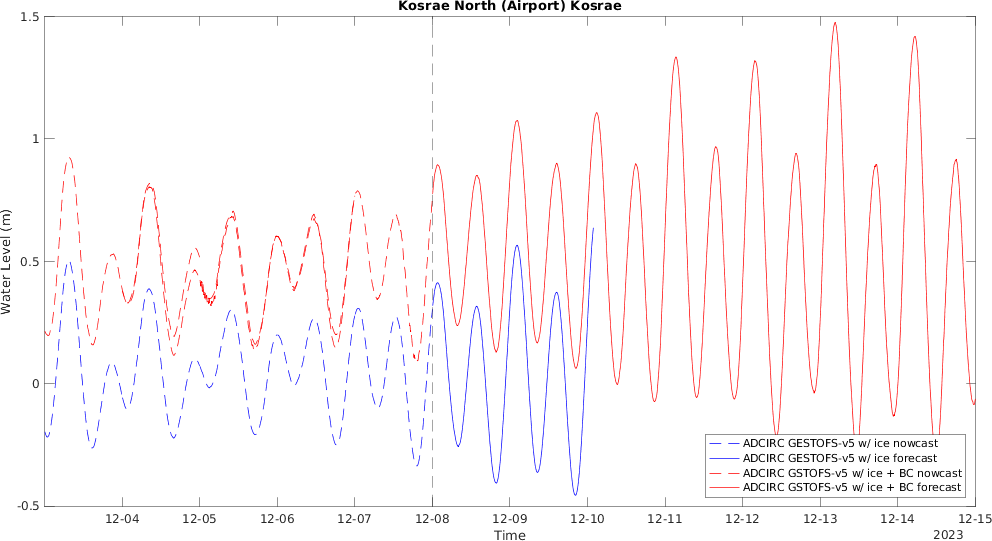 Kosrae North (Airport) Kosrae
Water Level (m)
1.5
1
0.5
0
-0.5
12-04 12-05 12-06 12-07 12-08 12-09 12-10 12-11 12-12 12-13 12-14 12-15
Time
2023
ADCIRC GESTOFS-v5 w/ ice nowcast
ADCIRC GESTOFS-v5 w/ ice forecast
ADCIRC GSTOFS-v5 w/ ice + BC nowcast
ADCIRC GSTOFS-v5 w/ ice + BC forecast